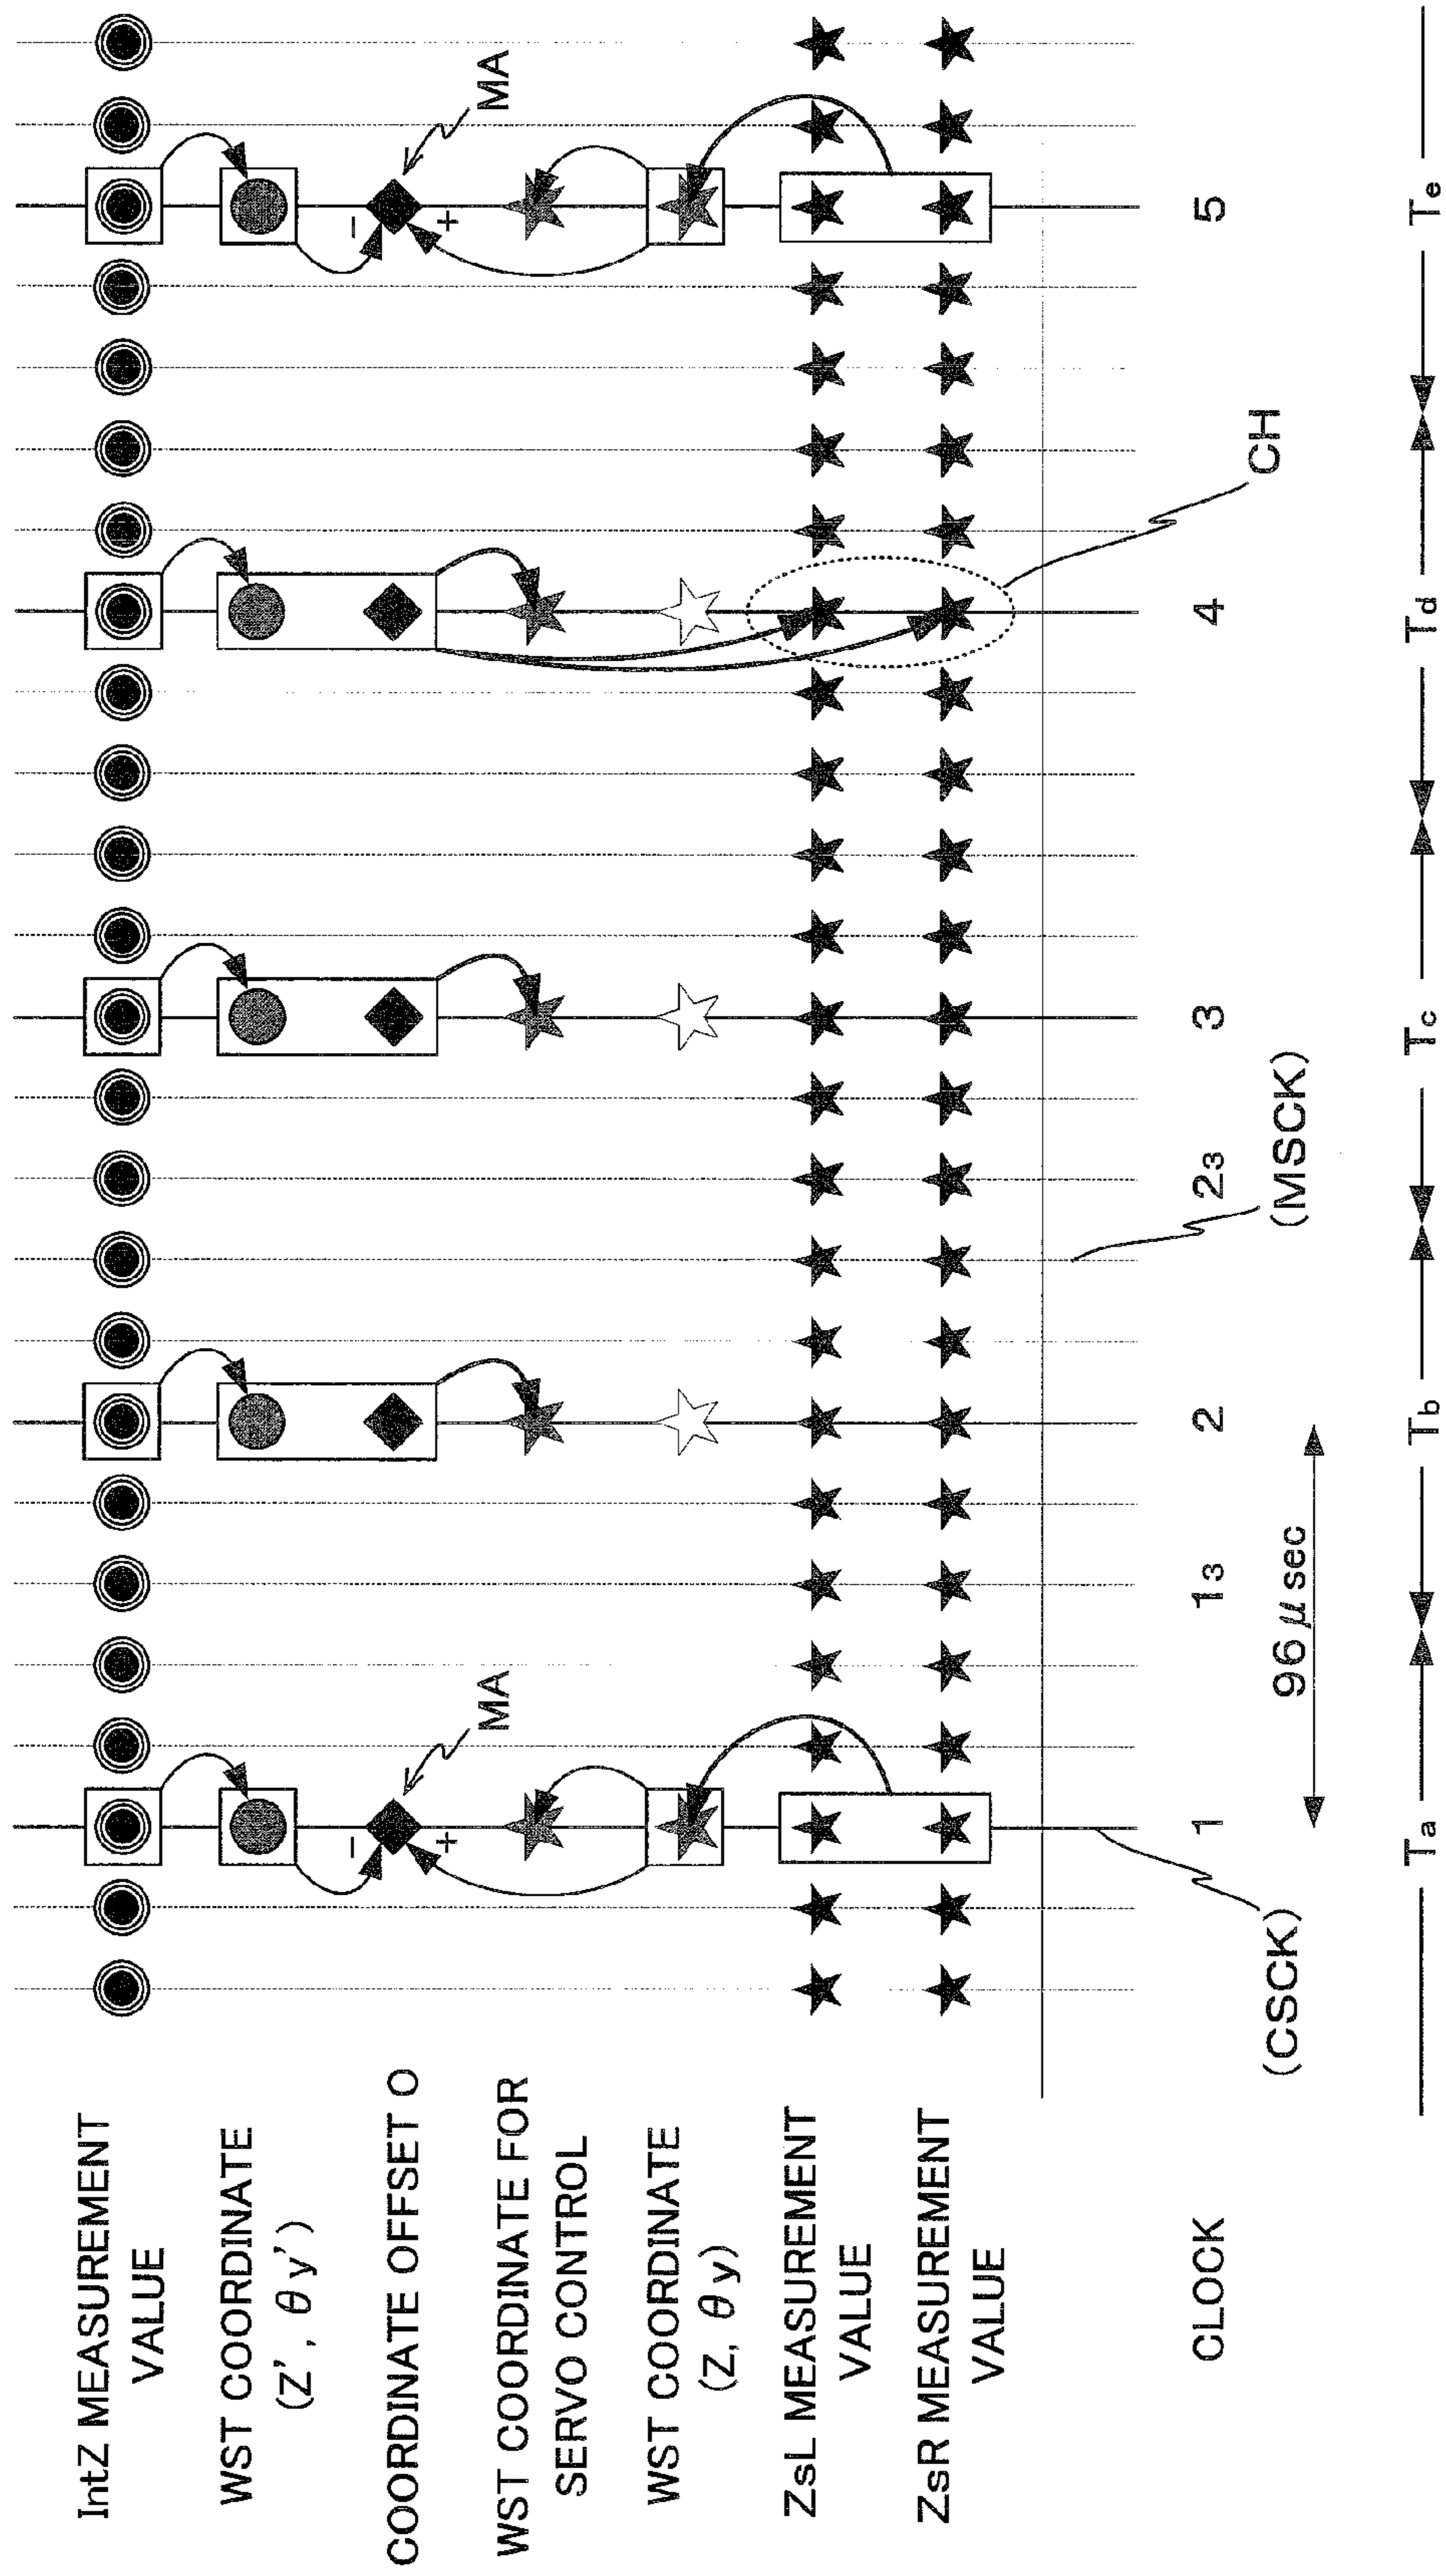 IntZ MEASUREMENT
VALUE
WST COORDINATE
(Z', θy')
COORDINATE OFFSET O
WST COORDINATE FOR
SERVO CONTROL
WST COORDINATE
(Z, θy)
ZsL MEASUREMENT
VALUE
ZsR MEASUREMENT
VALUE
−
+
MA
−
+
MA
CH
CLOCK
1
1₃
2
2₃
3
4
5
(CSCK)
96 μsec
(MSCK)
Ta
Tb
Tc
Td
Te